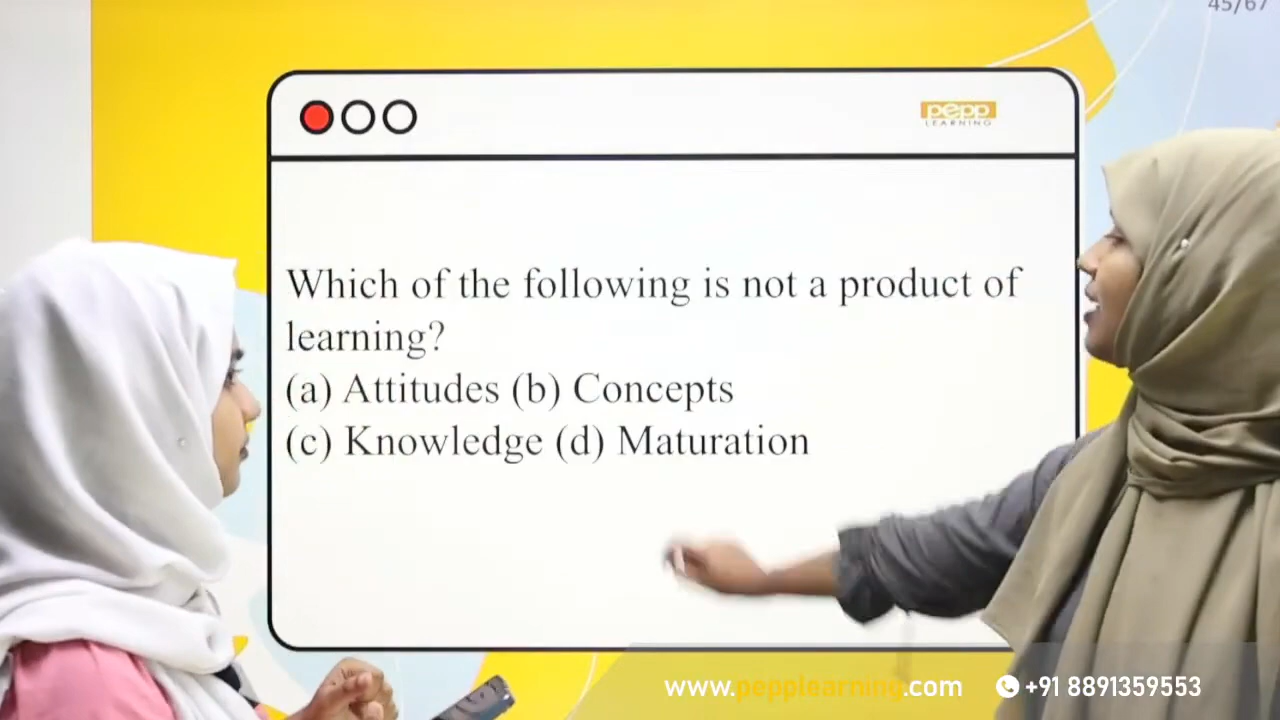 45/67
pepp
LEARNING
Which of the following is not a product of
learning?
(a) Attitudes (b) Concepts
(c) Knowledge (d) Maturation
www.pepplearning.com +91 8891359553